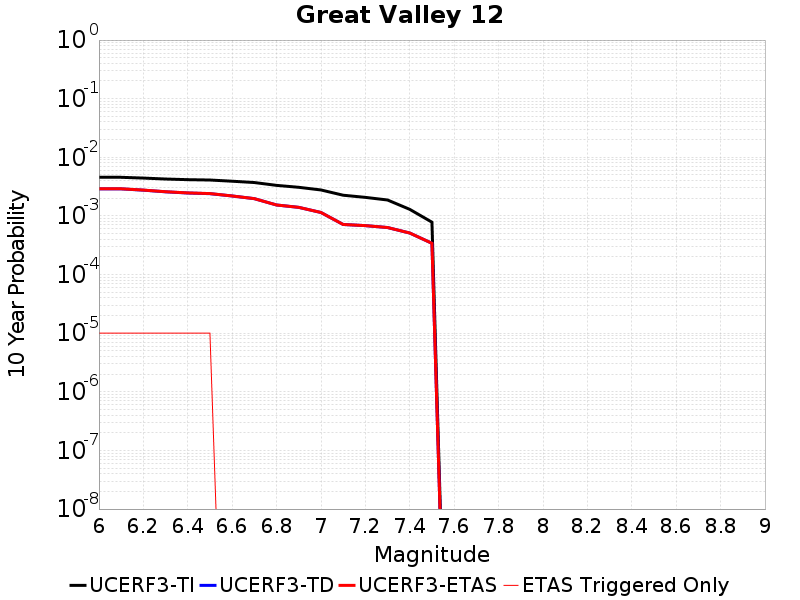 Great Valley 12
10^0
10^-1
10^-2
10^-3
10^-4
10^-5
10^-6
10^-7
10^-8
10 Year Probability
6 6.2 6.4 6.6 6.8 7 7.2 7.4 7.6 7.8 8 8.2 8.4 8.6 8.8 9
Magnitude
UCERF3-TI UCERF3-TD UCERF3-ETAS ETAS Triggered Only